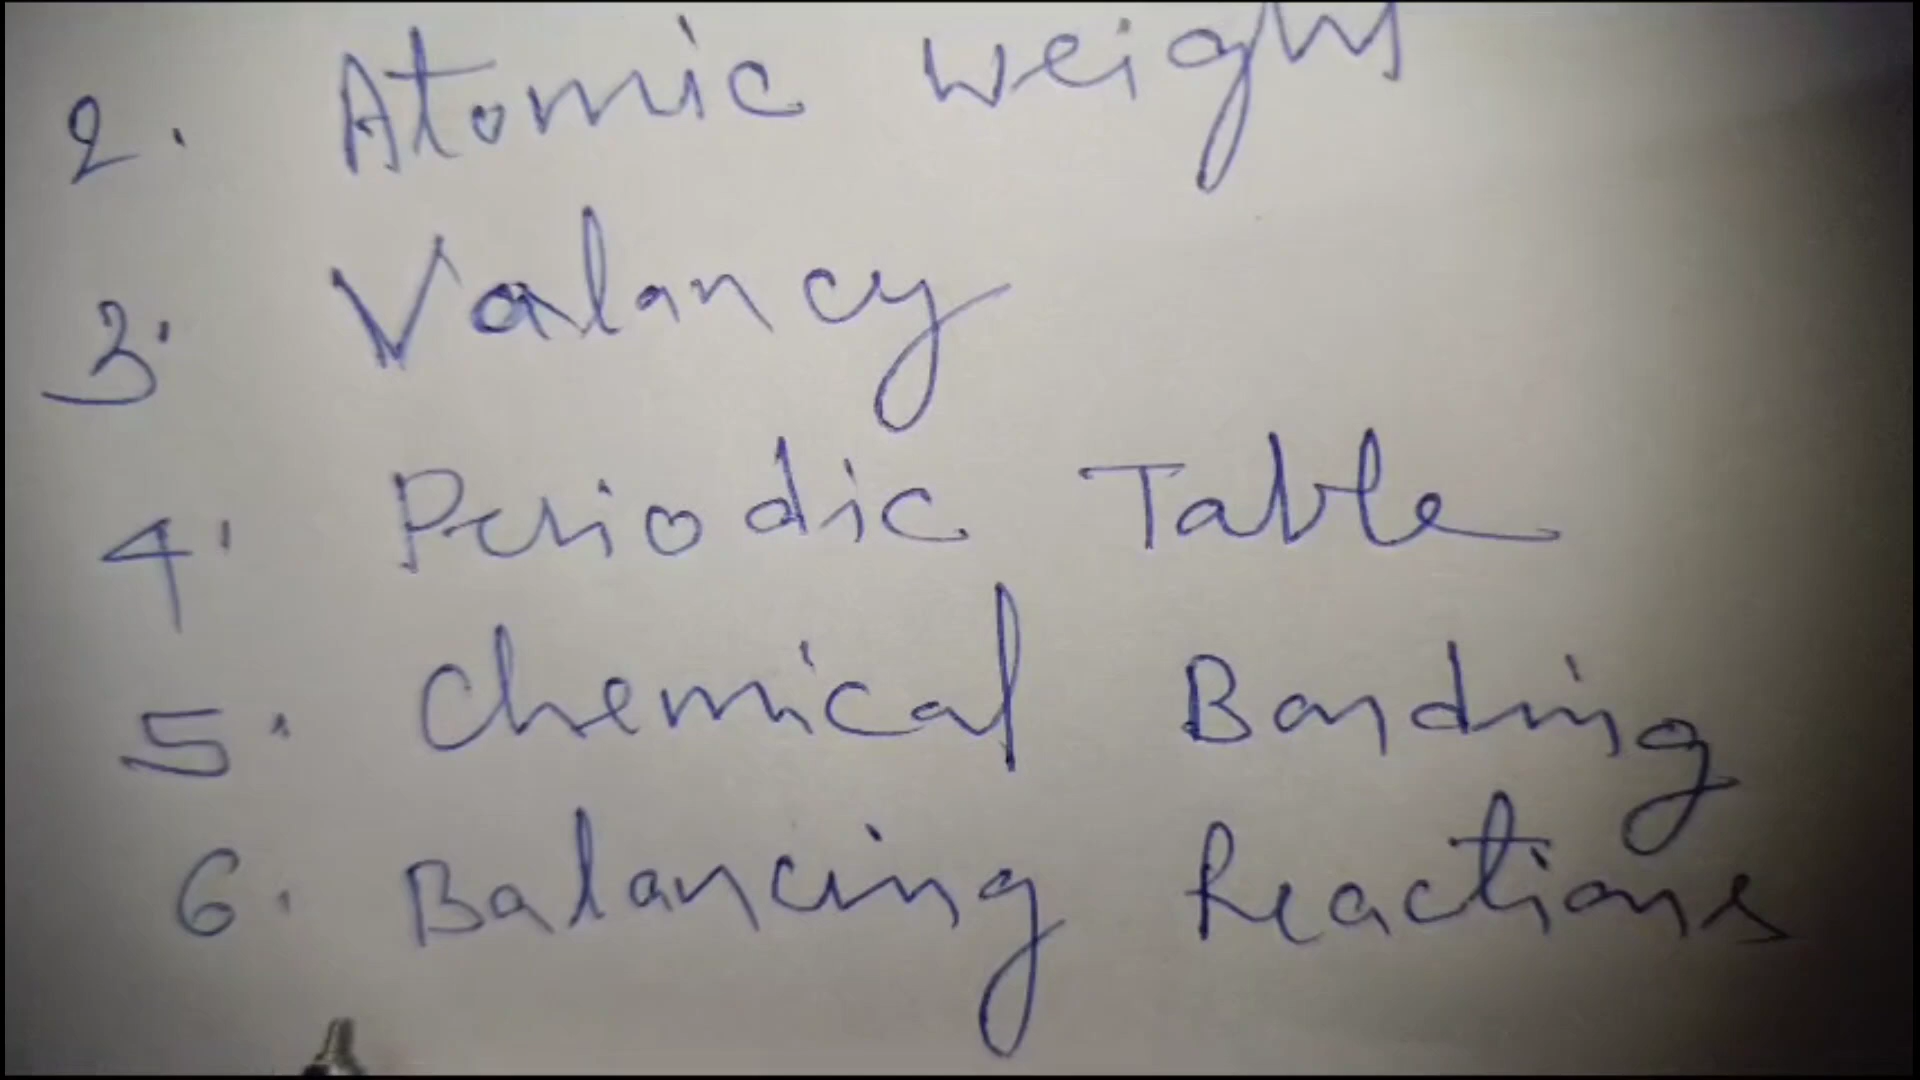 2. Atomic weight
3. Valancy
4. Periodic Table
5. Chemical Bonding
6. Balancing Reactions